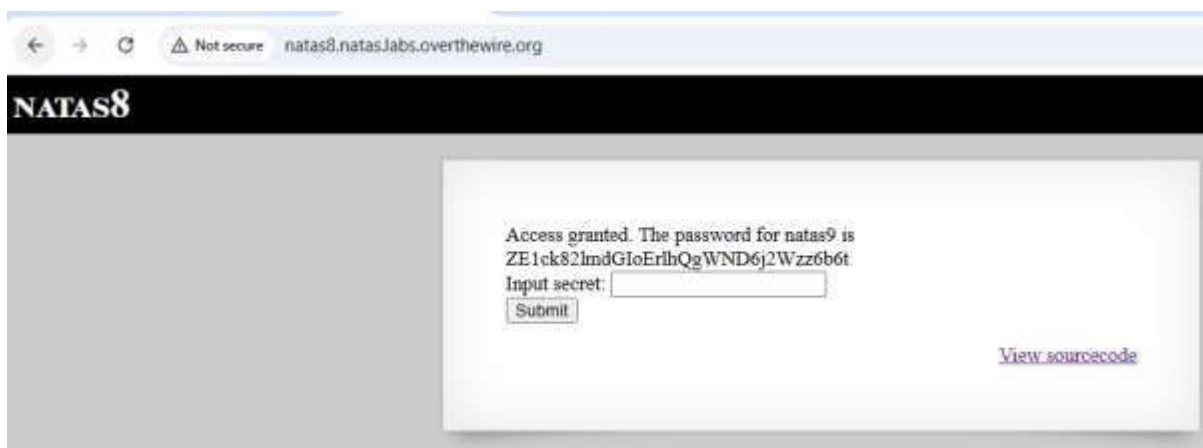 Not secure natas8.natas.labs.overthewire.org
NATAS8
Access granted. The password for natas9 is
ZE1ck82lmdGIoErlhQgWND6j2Wzz6b6t
Input secret:
Submit
View sourcecode